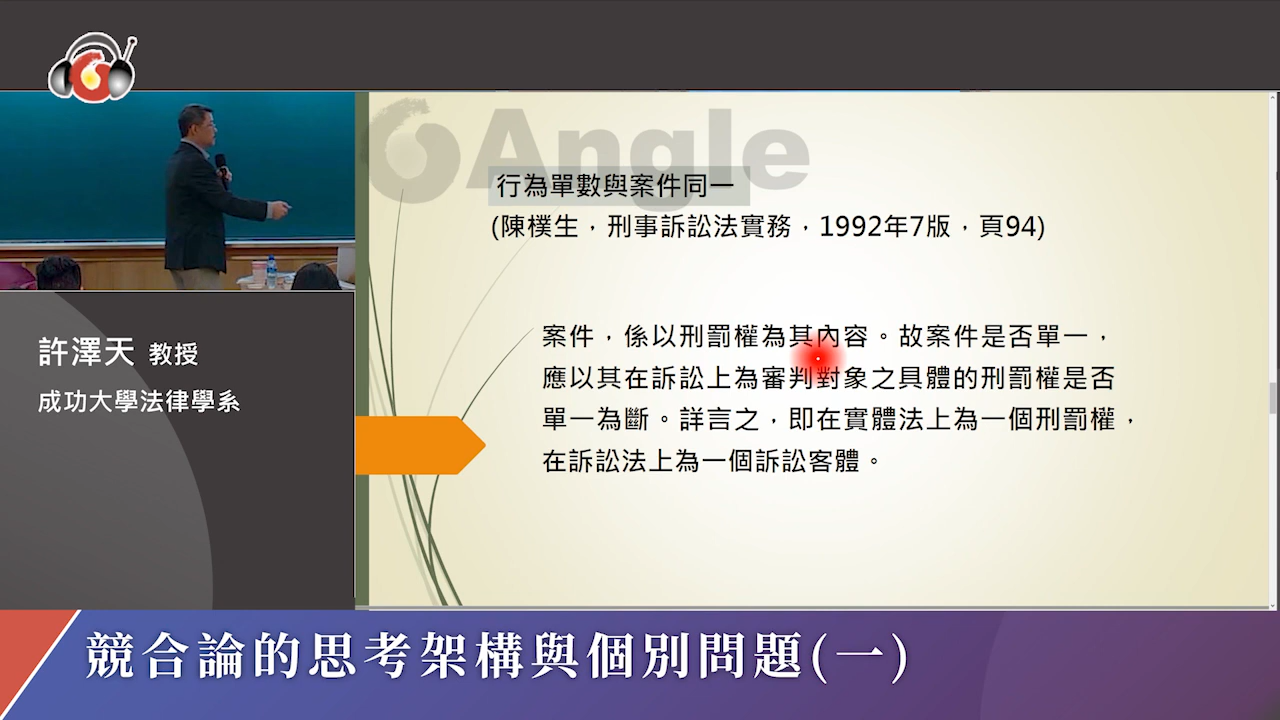 Angle
行為單數與案件同一
(陳樸生，刑事訴訟法實務，1992年7版，頁94)
案件，係以刑罰權為其內容。故案件是否單一，
應以其在訴訟上為審判對象之具體的刑罰權是否
單一為斷。詳言之，即在實體法上為一個刑罰權，
在訴訟法上為一個訴訟客體。
許澤天 教授
成功大學法律學系
競合論的思考架構與個別問題(一)